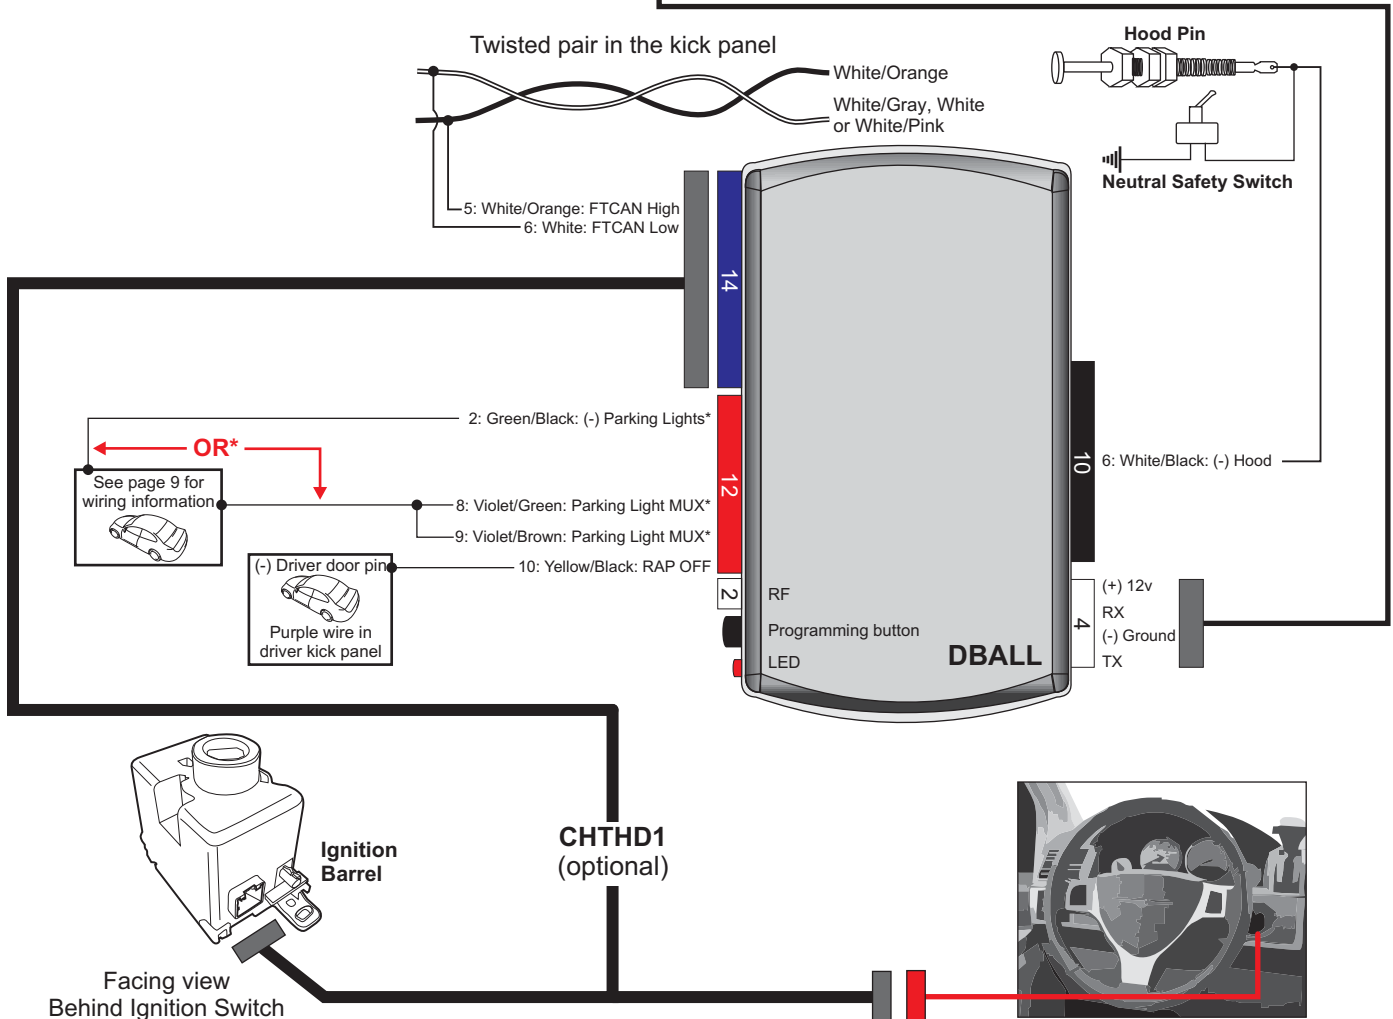 Twisted pair in the kick panel
White/Orange
White/Gray, White
or White/Pink
Hood Pin
Neutral Safety Switch
5: White/Orange: FTCAN High
6: White: FTCAN Low
14
2: Green/Black: (-) Parking Lights*
OR*
See page 9 for
wiring information
12
8: Violet/Green: Parking Light MUX*
9: Violet/Brown: Parking Light MUX*
10: Yellow/Black: RAP OFF
(-) Driver door pin
Purple wire in
driver kick panel
10
6: White/Black: (-) Hood
2
RF
Programming button
LED
DBALL
4
(+) 12v
RX
(-) Ground
TX
Ignition
Barrel
CHTHD1
(optional)
Facing view
Behind Ignition Switch